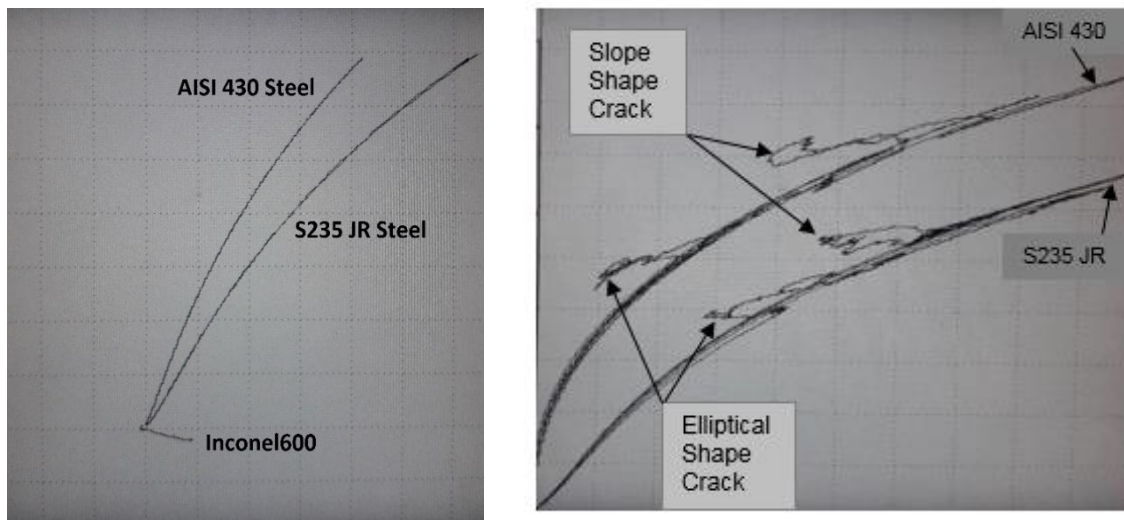 AISI 430 Steel
S235 JR Steel
Inconel600
Slope
Shape
Crack
AISI 430
S235 JR
Elliptical
Shape
Crack